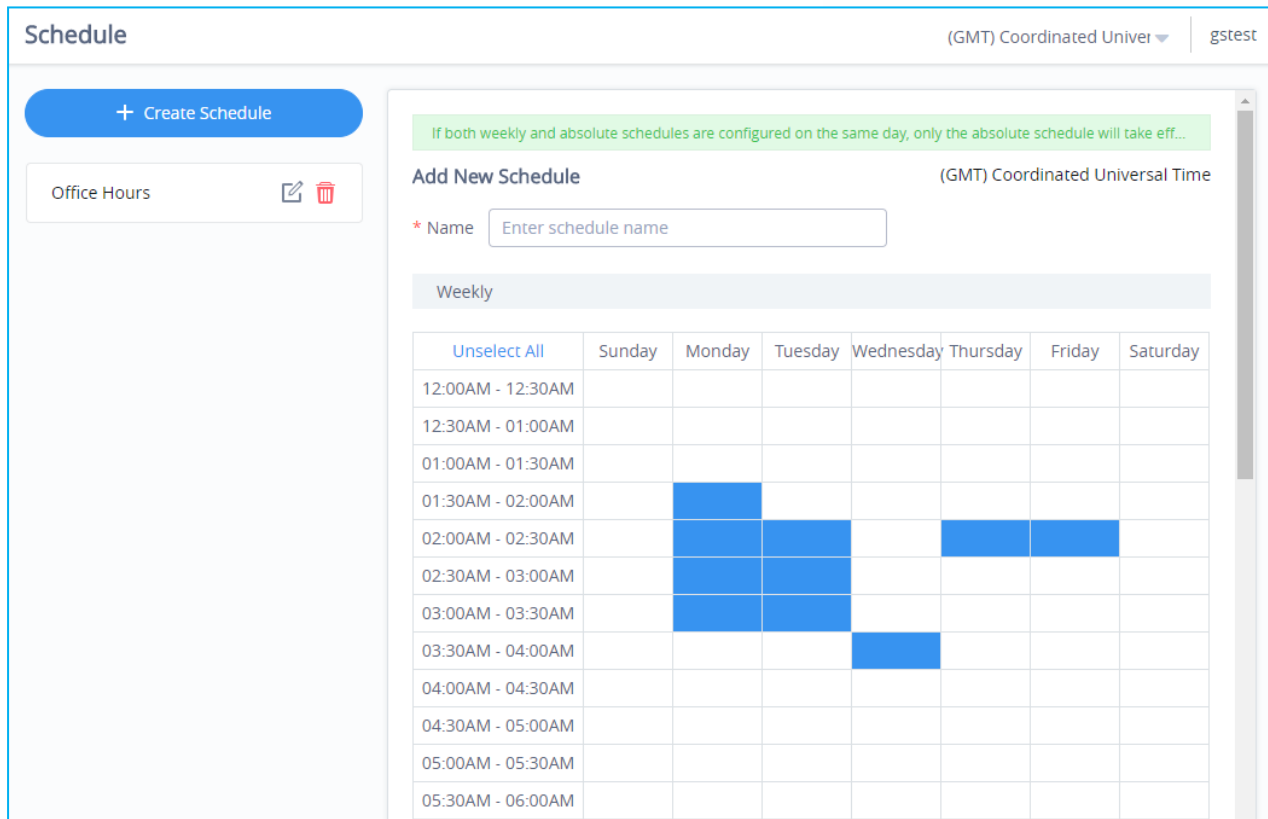 Schedule
(GMT) Coordinated Univer
gstest
+ Create Schedule
Office Hours
If both weekly and absolute schedules are configured on the same day, only the absolute schedule will take eff...
Add New Schedule
(GMT) Coordinated Universal Time
* Name
Enter schedule name
Weekly
Unselect All Sunday Monday Tuesday Wednesday Thursday Friday Saturday
12:00AM - 12:30AM
12:30AM - 01:00AM
01:00AM - 01:30AM
01:30AM - 02:00AM
02:00AM - 02:30AM
02:30AM - 03:00AM
03:00AM - 03:30AM
03:30AM - 04:00AM
04:00AM - 04:30AM
04:30AM - 05:00AM
05:00AM - 05:30AM
05:30AM - 06:00AM